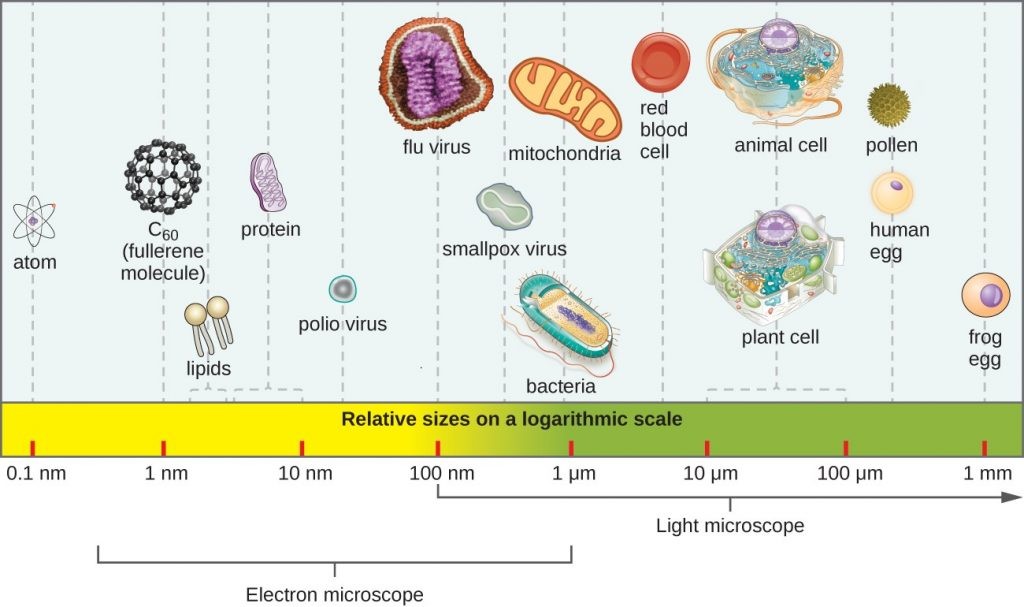 flu virus
mitochondria
red
blood
cell
animal cell
pollen
atom
C₆₀
(fullerene
molecule)
protein
smallpox virus
human
egg
polio virus
lipids
bacteria
plant cell
frog
egg
Relative sizes on a logarithmic scale
0.1 nm 1 nm 10 nm 100 nm 1 μm 10 μm 100 μm 1 mm
Light microscope
Electron microscope